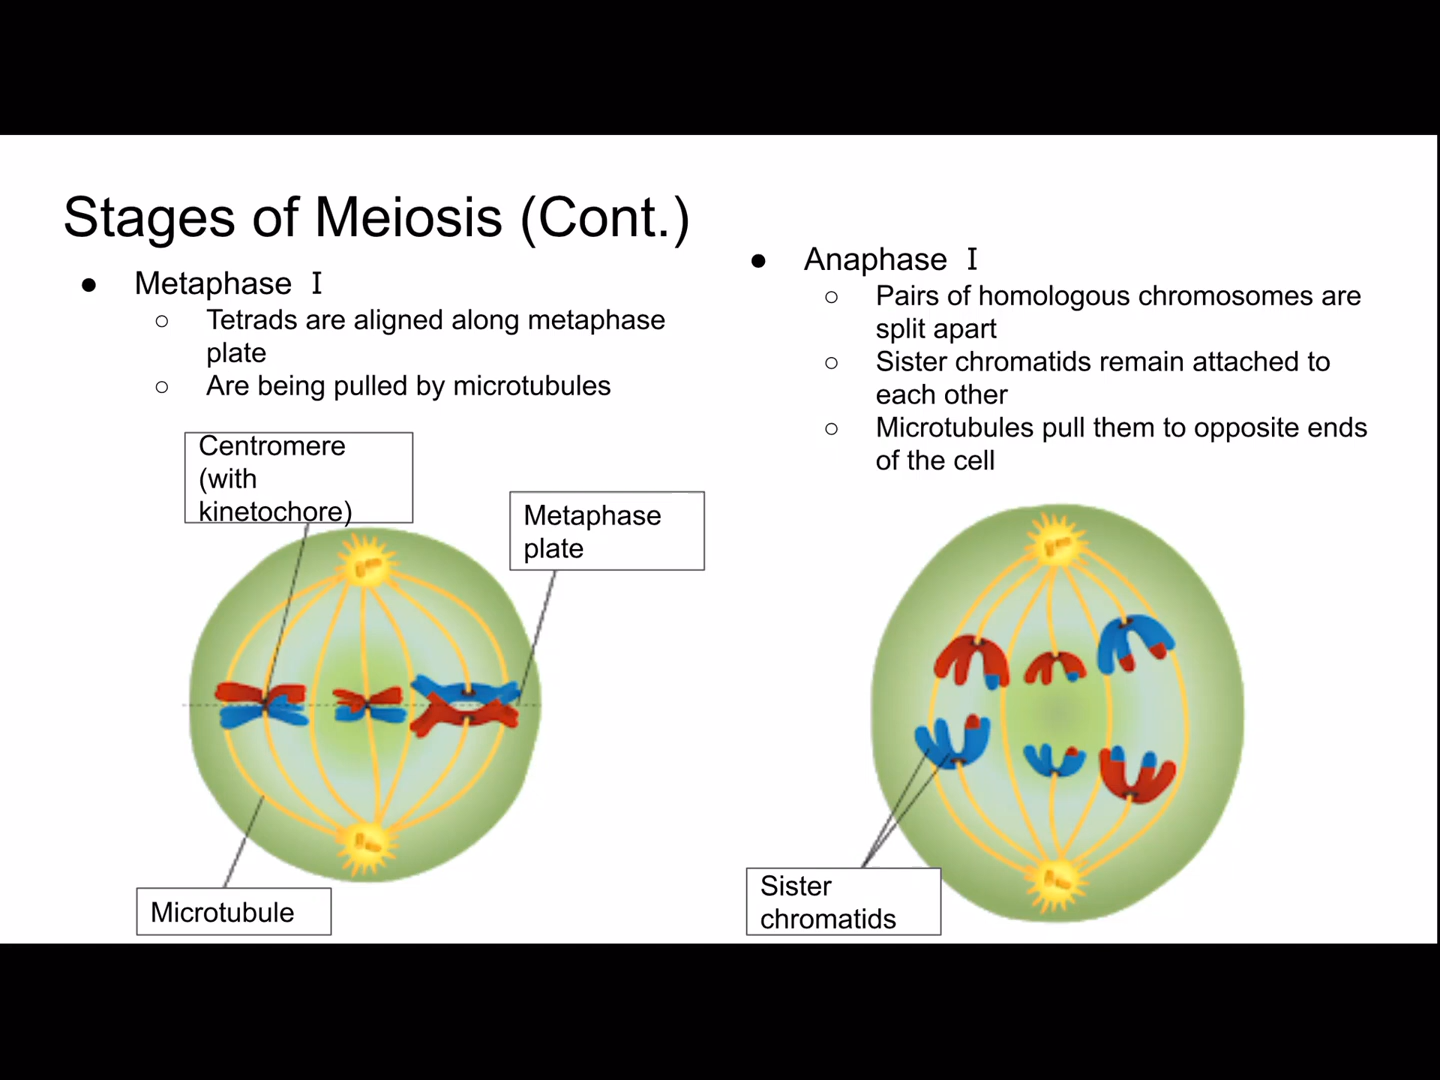 Stages of Meiosis (Cont.)
● Metaphase I
○ Tetrads are aligned along metaphase
plate
○ Are being pulled by microtubules
Centromere
(with
kinetochore)
Metaphase
plate
Microtubule
● Anaphase I
○ Pairs of homologous chromosomes are
split apart
○ Sister chromatids remain attached to
each other
○ Microtubules pull them to opposite ends
of the cell
Sister
chromatids